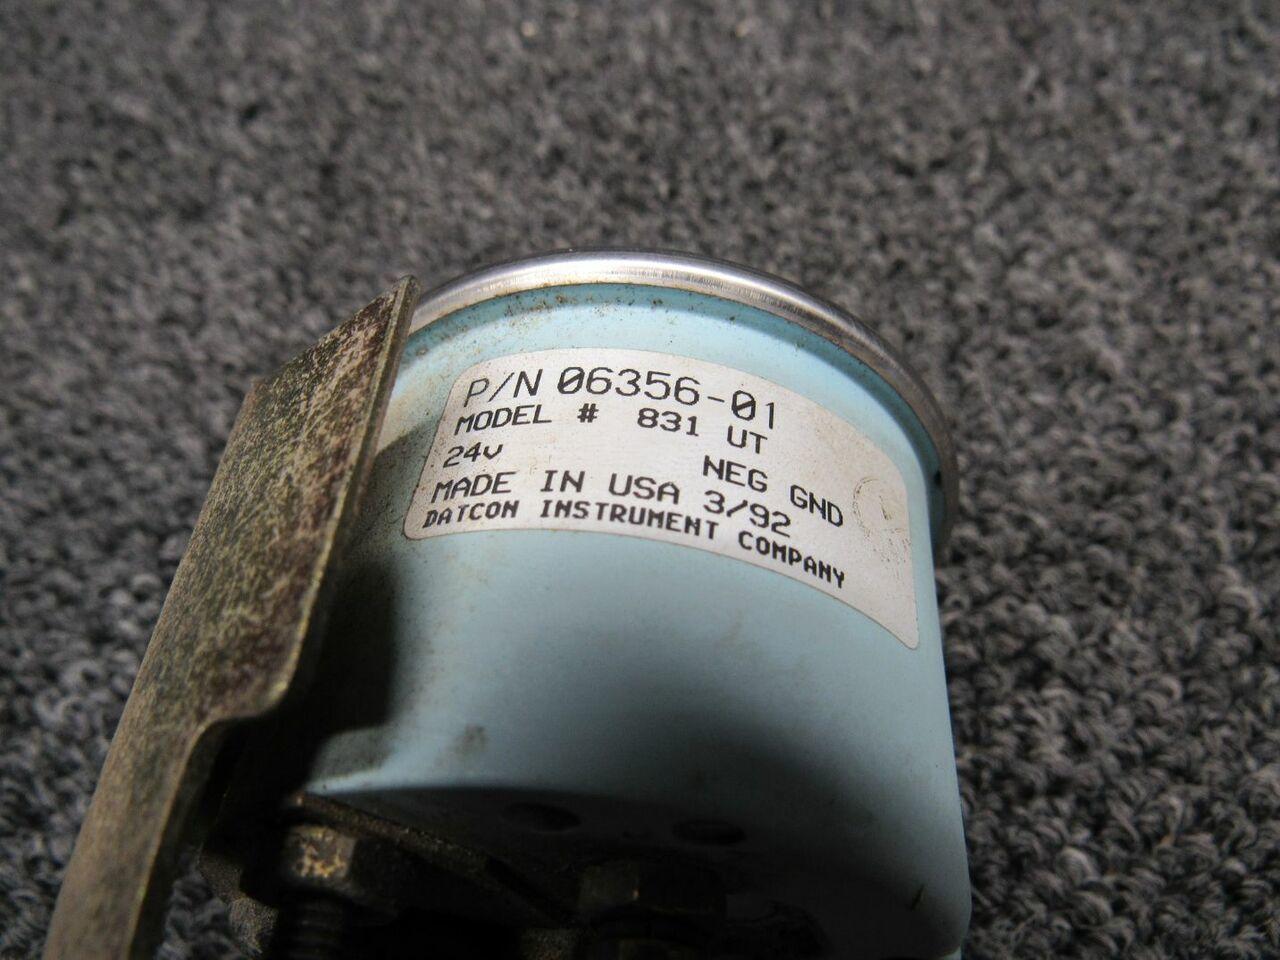 P/N 06356-01
MODEL # 831 UT
24V NEG GND
MADE IN USA 3/92
DATCON INSTRUMENT COMPANY